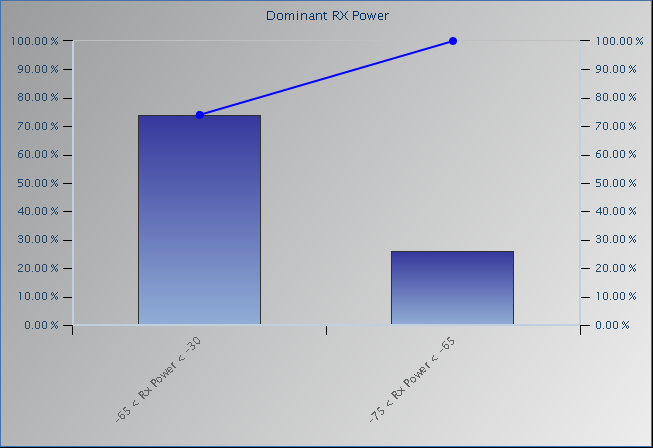 Dominant RX Power
100.00 % 100.00 %
90.00 % 90.00 %
80.00 % 80.00 %
70.00 % 70.00 %
60.00 % 60.00 %
50.00 % 50.00 %
40.00 % 40.00 %
30.00 % 30.00 %
20.00 % 20.00 %
10.00 % 10.00 %
0.00 % 0.00 %
-65 < Rx Power < -30
-75 < Rx Power < -65